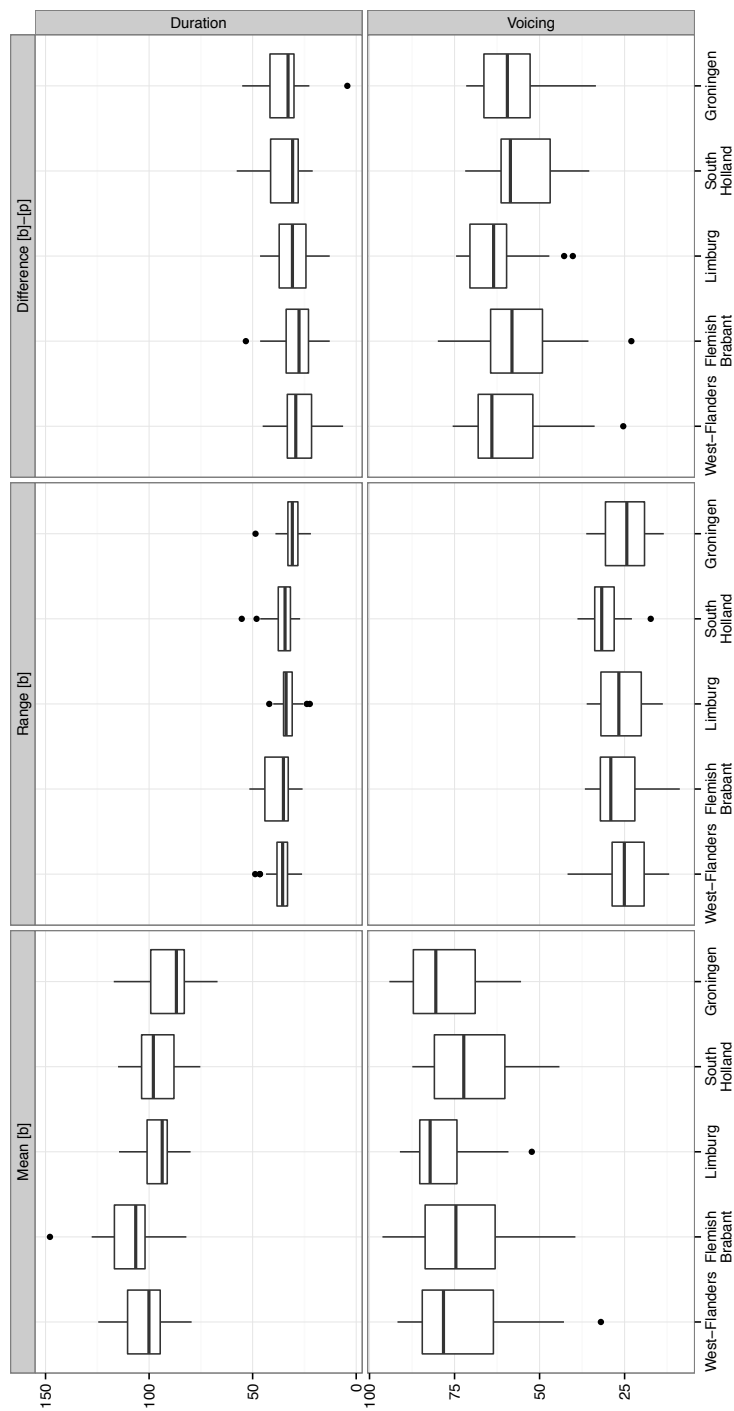 Duration
Voicing
Difference [b]−[p]
Groningen
South
Holland
Limburg
Flemish
Brabant
West−Flanders
Range [b]
Groningen
South
Holland
Limburg
Flemish
Brabant
West−Flanders
Mean [b]
Groningen
South
Holland
Limburg
Flemish
Brabant
West−Flanders
150
100
50
0
100
75
50
25